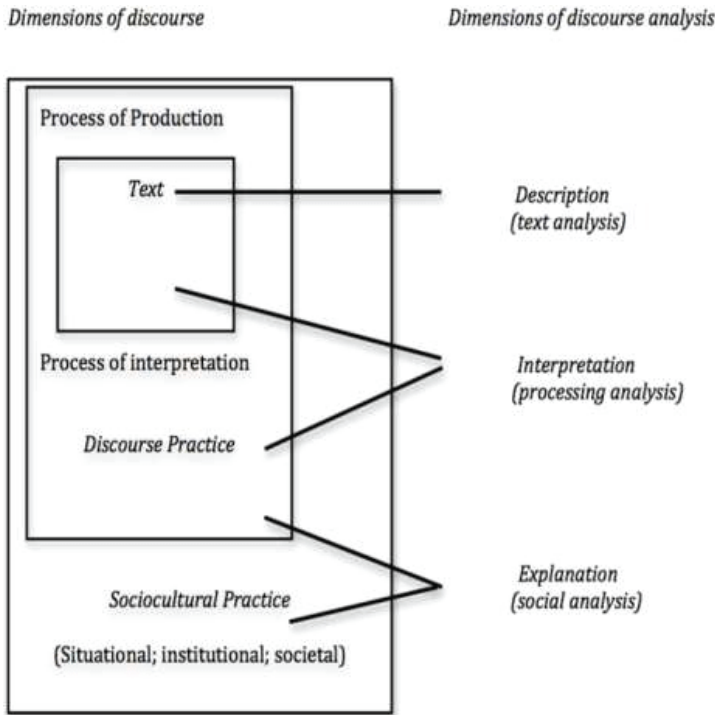 Dimensions of discourse
Dimensions of discourse analysis
Process of Production
Text
Description
(text analysis)
Process of interpretation
Interpretation
(processing analysis)
Discourse Practice
Explanation
(social analysis)
Sociocultural Practice
(Situational; institutional; societal)